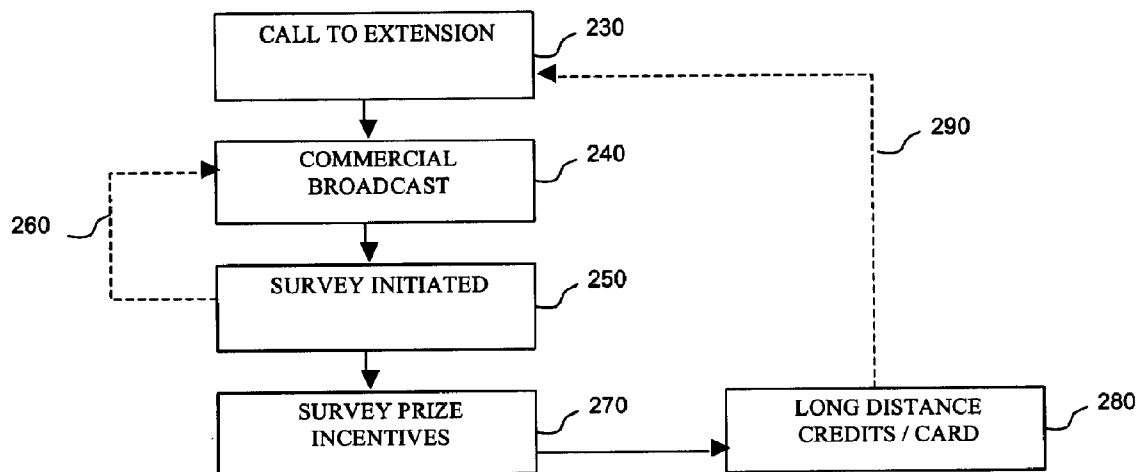 CALL TO EXTENSION
230
290
COMMERCIAL
BROADCAST
240
260
SURVEY INITIATED
250
SURVEY PRIZE
INCENTIVES
270
LONG DISTANCE
CREDITS / CARD
280